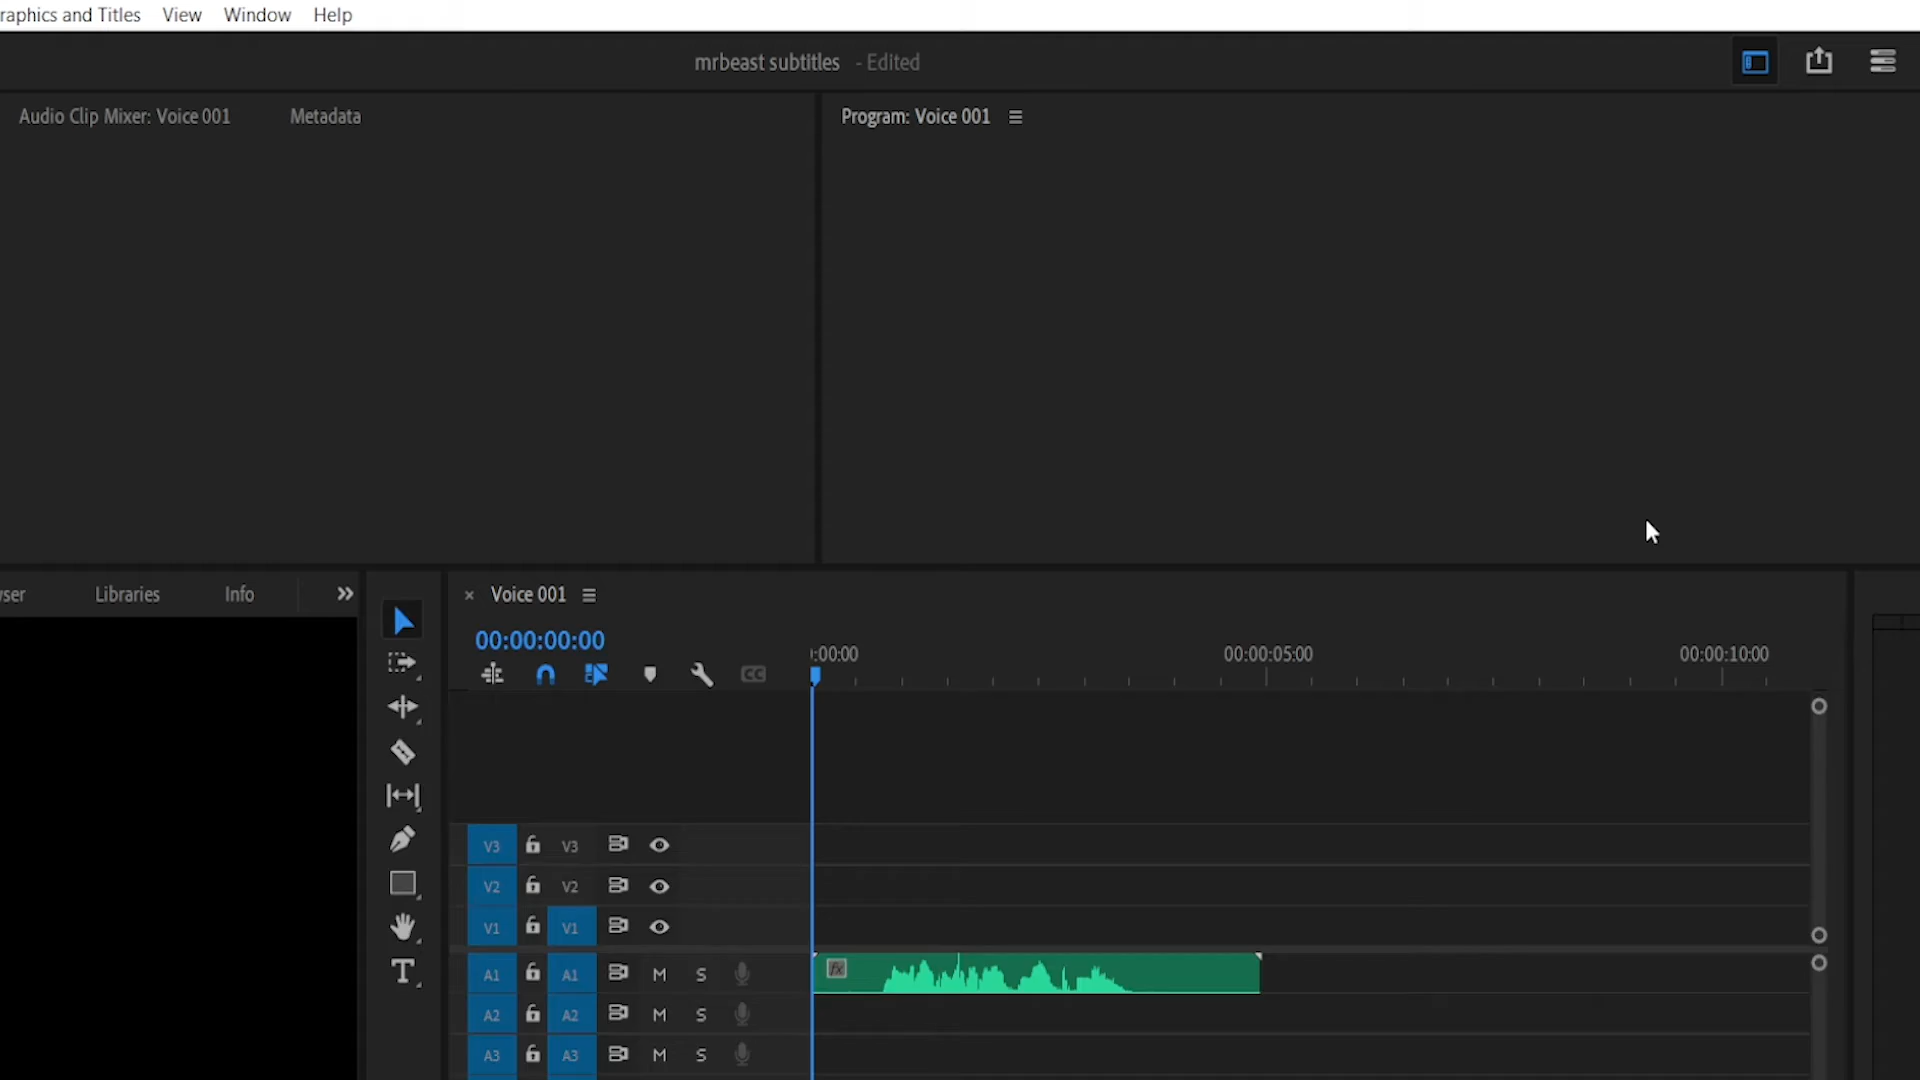 raphics and Titles View Window Help
mrbeast subtitles - Edited
Audio Clip Mixer: Voice 001 Metadata
Program: Voice 001
ser Libraries Info
× Voice 001
00:00:00:00
:00:00 00:00:05:00 00:00:10:00
CC
V3 V3
V2 V2
V1 V1
fx
A1 A1 M S
A2 A2 M S
A3 A3 M S
T